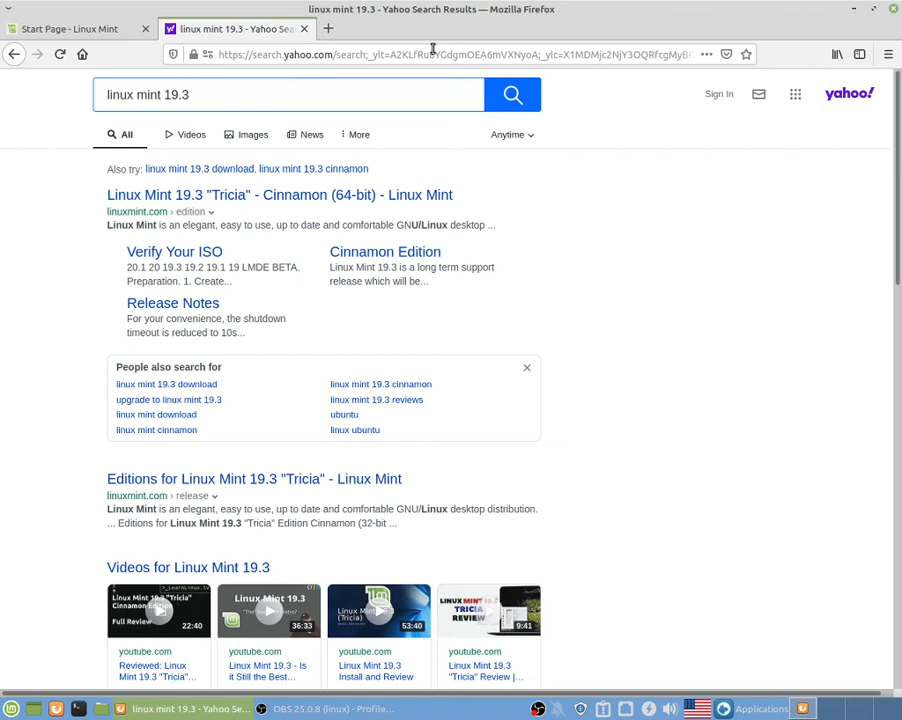 linux mint 19.3 - Yahoo Search Results — Mozilla Firefox
Start Page - Linux Mint
linux mint 19.3 - Yahoo Sea
https://search.yahoo.com/search;_ylt=
linux mint 19.3
Sign In
yahoo!
All
Videos
Images
News
More
Anytime
Also try: linux mint 19.3 download, linux mint 19.3 cinnamon
Linux Mint 19.3 "Tricia" - Cinnamon (64-bit) - Linux Mint
linuxmint.com › edition
Linux Mint is an elegant, easy to use, up to date and comfortable GNU/Linux desktop ...
Verify Your ISO
20.1 20 19.3 19.2 19.1 19 LMDE BETA.
Preparation. 1. Create...
Cinnamon Edition
Linux Mint 19.3 is a long term support
release which will be...
Release Notes
For your convenience, the shutdown
timeout is reduced to 10s...
People also search for
linux mint 19.3 download
linux mint 19.3 cinnamon
upgrade to linux mint 19.3
linux mint 19.3 reviews
linux mint download
ubuntu
linux mint cinnamon
linux ubuntu
Editions for Linux Mint 19.3 "Tricia" - Linux Mint
linuxmint.com › release
Linux Mint is an elegant, easy to use, up to date and comfortable GNU/Linux desktop distribution.
... Editions for Linux Mint 19.3 "Tricia" Edition Cinnamon (32-bit ...
Videos for Linux Mint 19.3
Linux Mint 19.3 "Tricia"
Cinnamon Edition
Full Review
22:40
Linux Mint 19.3
36:33
Linux Mint 19.3
(Tricia)
53:40
LINUX MINT 19.3
TRICIA
REVIEW
9:41
youtube.com
Reviewed: Linux
Mint 19.3 "Tricia"...
youtube.com
Linux Mint 19.3 - Is
it Still the Best...
youtube.com
Linux Mint 19.3
Install and Review
youtube.com
Linux Mint 19.3
"Tricia" Review |...
linux mint 19.3 - Yahoo Se...
OBS 25.0.8 (linux) - Profile...
Applications